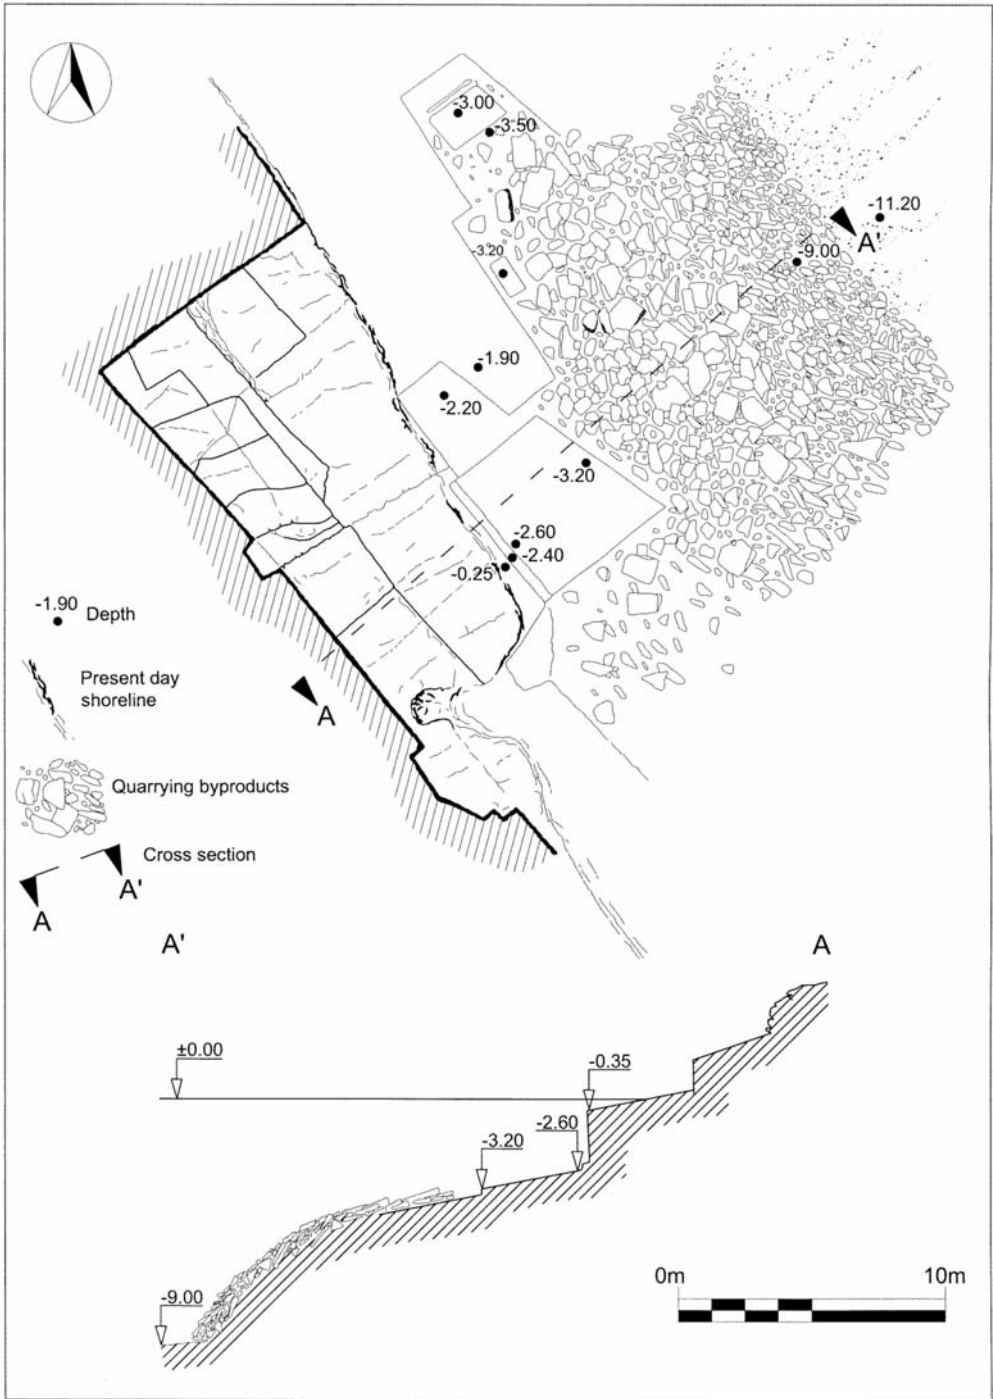 -3.00
-3.50
-11.20
A'
-9.00
-3.20
-1.90
-2.20
-3.20
-2.60
-2.40
-0.25
-1.90
Depth
Present day
shoreline
A
Quarrying byproducts
Cross section
A'
A
A'
A
±0.00
-0.35
-2.60
-3.20
-9.00
0m
10m